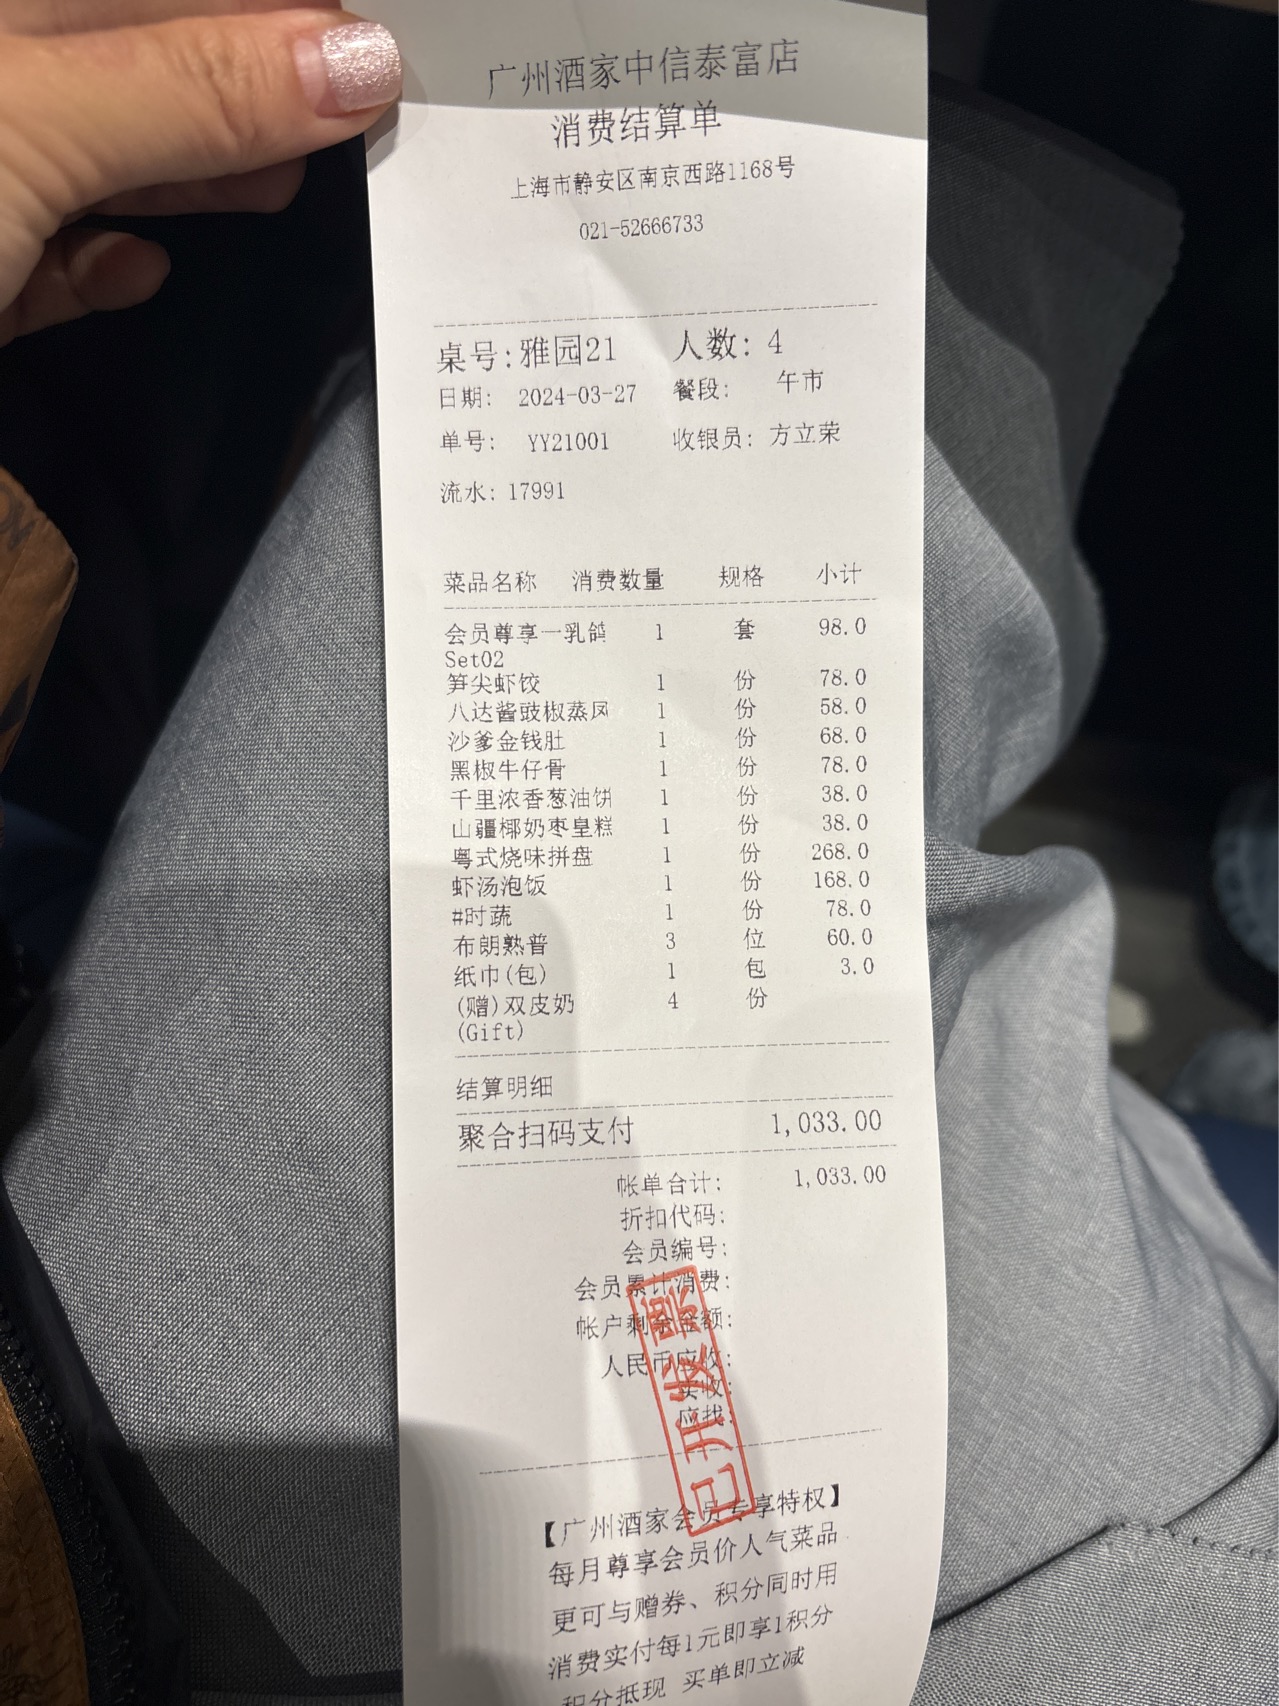 广州酒家中信泰富店
消费结算单
上海市静安区南京西路1168号
021-52666733
桌号:雅园21 人数: 4
日期: 2024-03-27 餐段: 午市
单号: YY21001 收银员: 方立荣
流水: 17991
菜品名称 消费数量 规格 小计
会员尊享一乳鸽 1 套 98.0
Set02
笋尖虾饺 1 份 78.0
八达酱豉椒蒸凤 1 份 58.0
沙爹金钱肚 1 份 68.0
黑椒牛仔骨 1 份 78.0
千里浓香葱油饼 1 份 38.0
山疆椰奶枣皇糕 1 份 38.0
粤式烧味拼盘 1 份 268.0
虾汤泡饭 1 份 168.0
#时蔬 1 份 78.0
布朗熟普 3 位 60.0
纸巾(包) 1 包 3.0
(赠)双皮奶 4 份
(Gift)
结算明细
聚合扫码支付 1,033.00
帐单合计: 1,033.00
折扣代码:
会员编号:
会员累计消费:
帐户剩余金额:
人民币应收:
实收:
应找:
已开发票
【广州酒家会员专享特权】
每月尊享会员价人气菜品
更可与赠券、积分同时用
消费实付每1元即享1积分
积分抵现 买单即立减